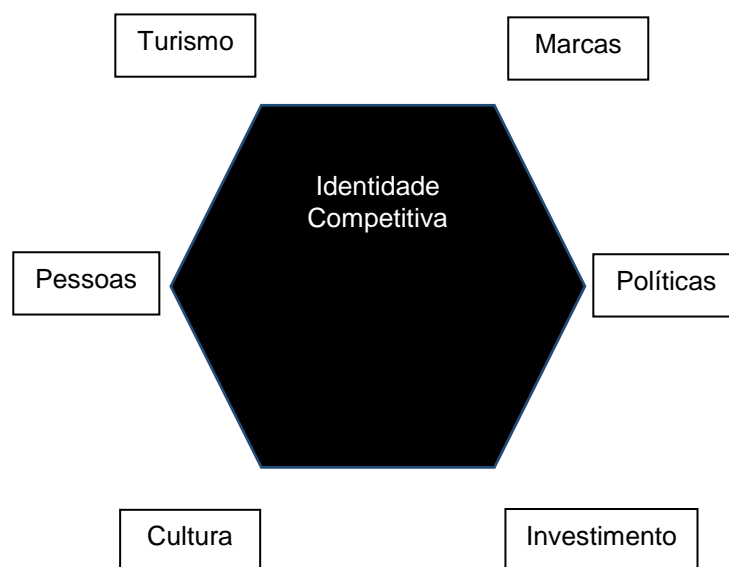 Turismo
Marcas
Identidade
Competitiva
Pessoas
Políticas
Cultura
Investimento